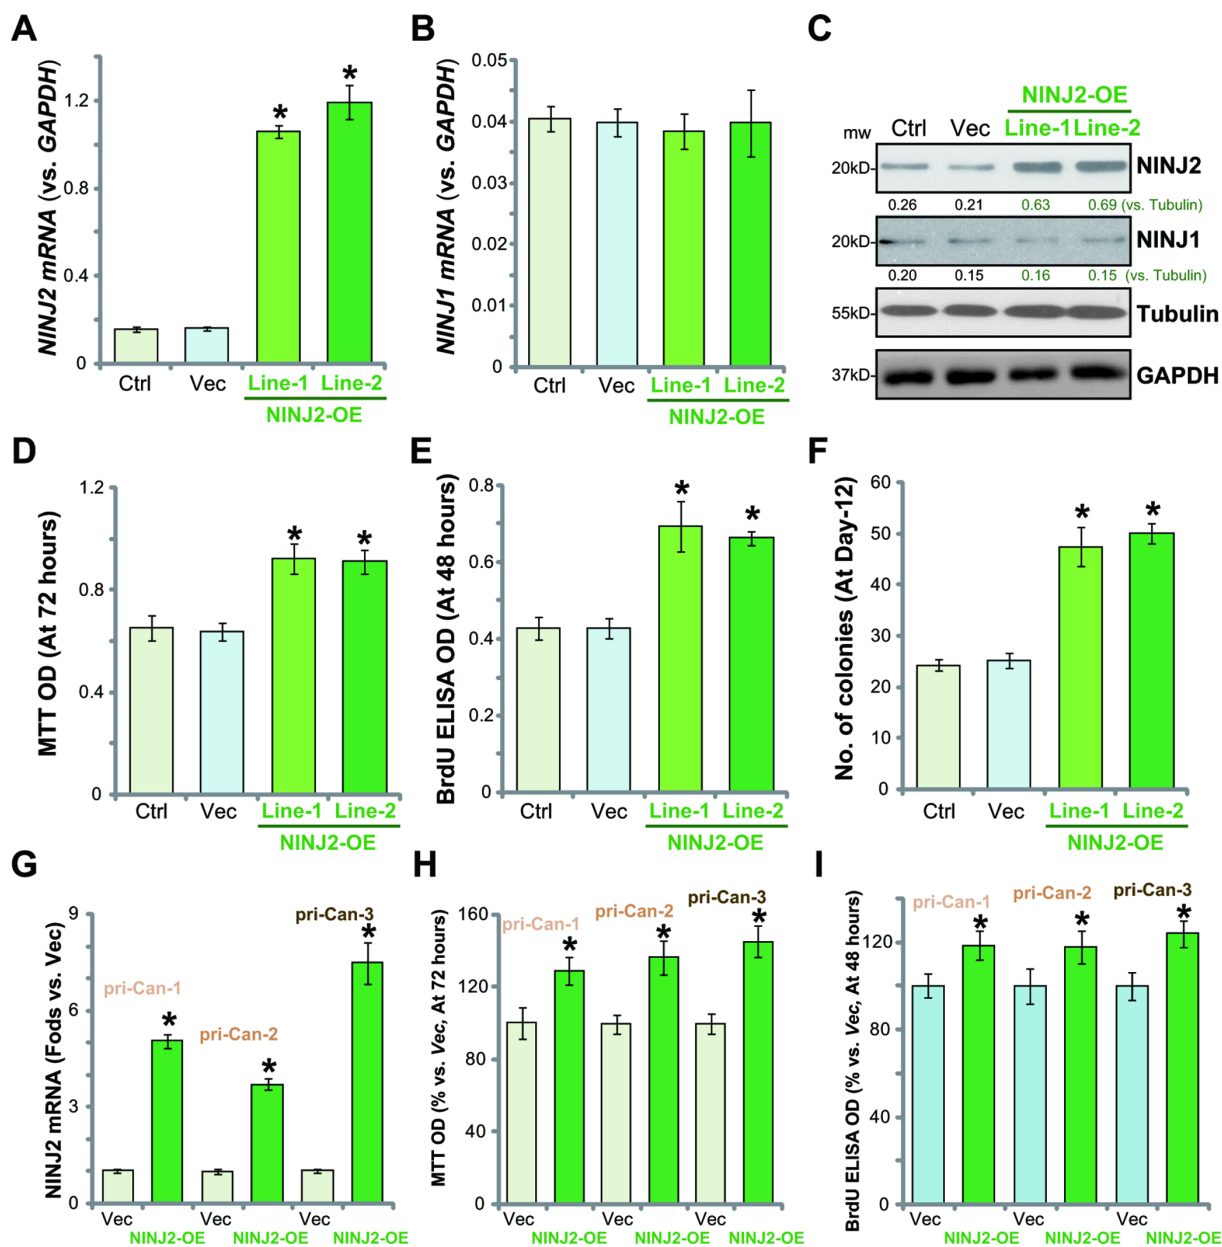 A
NINJ2 mRNA (vs. GAPDH)
1.2
0.8
0.4
0
*
*
Ctrl Vec Line-1 Line-2
NINJ2-OE
B
NINJ1 mRNA (vs. GAPDH)
0.05
0.04
0.03
0.02
0.01
0
Ctrl Vec Line-1 Line-2
NINJ2-OE
C
NINJ2-OE
mw Ctrl Vec Line-1 Line-2
20kD- NINJ2
0.26 0.21 0.63 0.69 (vs. Tubulin)
20kD- NINJ1
0.20 0.15 0.16 0.15 (vs. Tubulin)
55kD- Tubulin
37kD- GAPDH
D
MTT OD (At 72 hours)
1.2
0.8
0.4
0
*
*
Ctrl Vec Line-1 Line-2
NINJ2-OE
E
BrdU ELISA OD (At 48 hours)
0.8
0.6
0.4
0.2
0
*
*
Ctrl Vec Line-1 Line-2
NINJ2-OE
F
No. of colonies (At Day-12)
60
50
40
30
20
10
0
*
*
Ctrl Vec Line-1 Line-2
NINJ2-OE
G
NINJ2 mRNA (Fods vs. Vec)
9
6
3
0
pri-Can-1
pri-Can-2
pri-Can-3
*
*
*
Vec Vec Vec
NINJ2-OE NINJ2-OE NINJ2-OE
H
MTT OD (% vs. Vec, At 72 hours)
160
120
80
40
0
pri-Can-1
pri-Can-2
pri-Can-3
*
*
*
Vec Vec Vec
NINJ2-OE NINJ2-OE NINJ2-OE
I
BrdU ELISA OD (% vs. Vec, At 48 hours)
120
80
40
0
pri-Can-1
pri-Can-2
pri-Can-3
*
*
*
Vec Vec Vec
NINJ2-OE NINJ2-OE NINJ2-OE